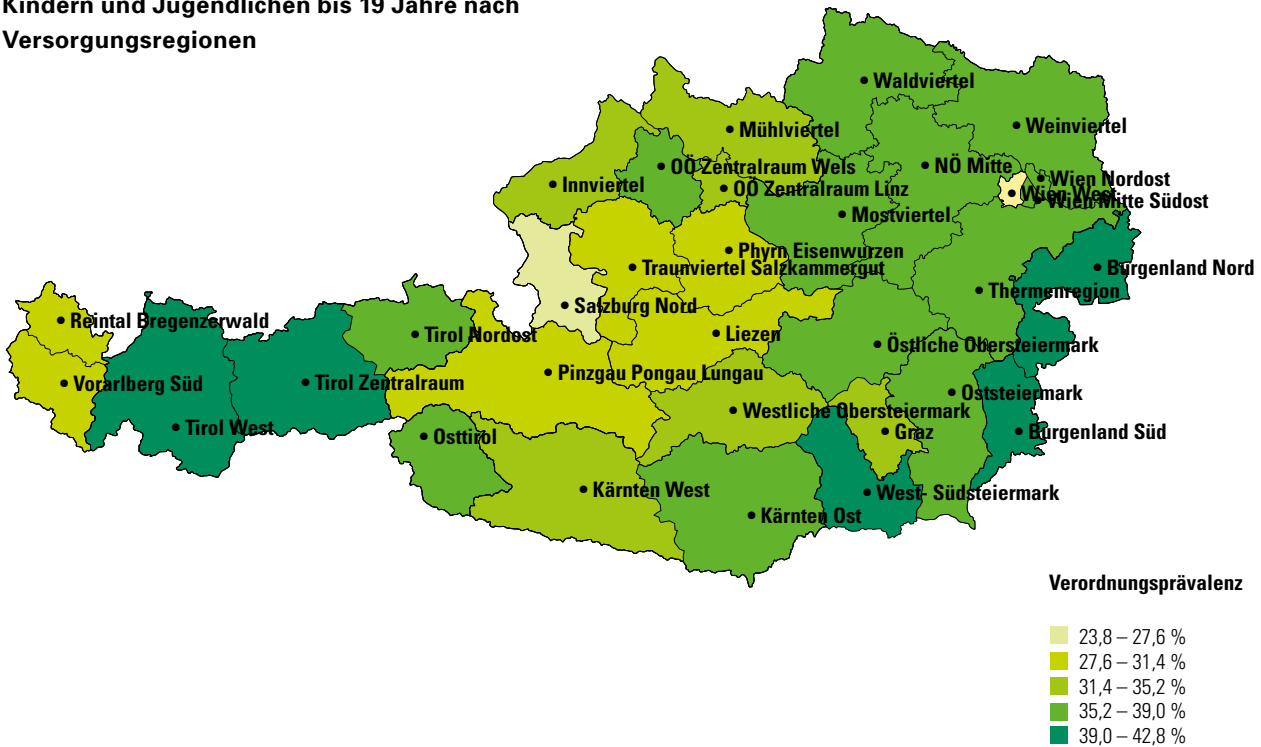 Kindern und Jugendlichen bis 19 Jahre nach
Versorgungsregionen
Waldviertel
Weinviertel
Mühlviertel
NÖ Mitte
OÖ Zentralraum Wels
Wien Nordost
Innviertel
OÖ Zentralraum Linz
Wien West
Wien Mitte Südost
Mostviertel
Phyrn Eisenwurzen
Traunviertel Salzkammergut
Burgenland Nord
Thermenregion
Salzburg Nord
Reintal Bregenzerwald
Tirol Nordost
Liezen
Östliche Obersteiermark
Vorarlberg Süd
Tirol Zentralraum
Pinzgau Pongau Lungau
Oststeiermark
Westliche Obersteiermark
Tirol West
Osttirol
Graz
Burgenland Süd
Kärnten West
West- Südsteiermark
Kärnten Ost
Verordnungsprävalenz
23,8 – 27,6 %
27,6 – 31,4 %
31,4 – 35,2 %
35,2 – 39,0 %
39,0 – 42,8 %